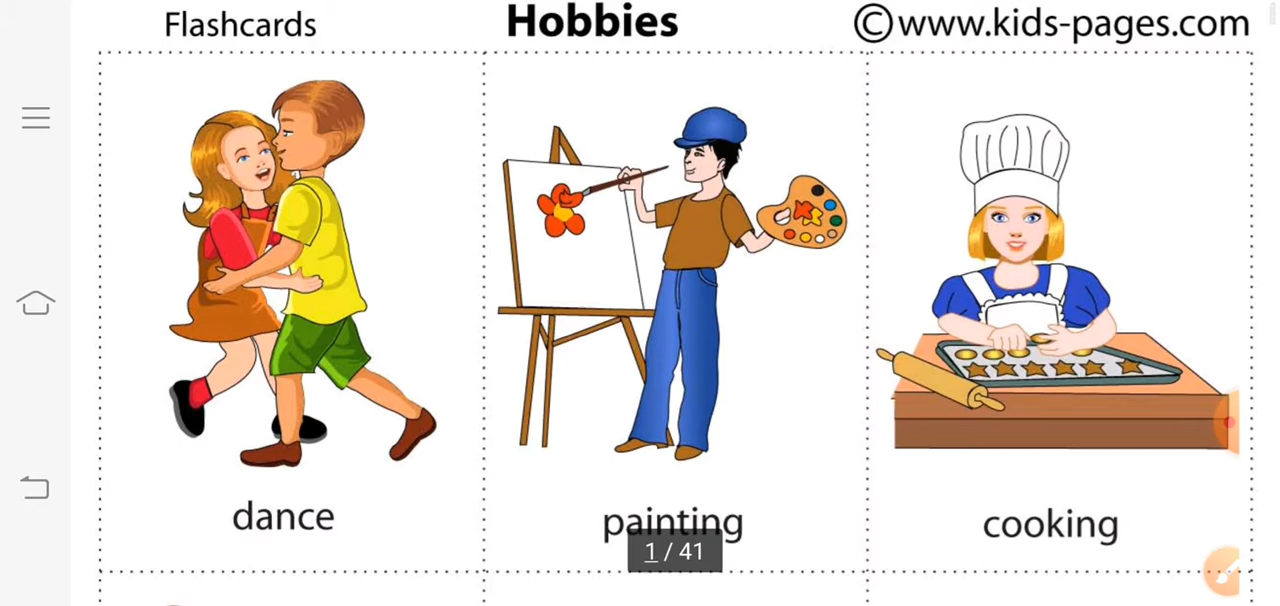 Flashcards
Hobbies
©www.kids-pages.com
dance
painting
cooking
1 / 41